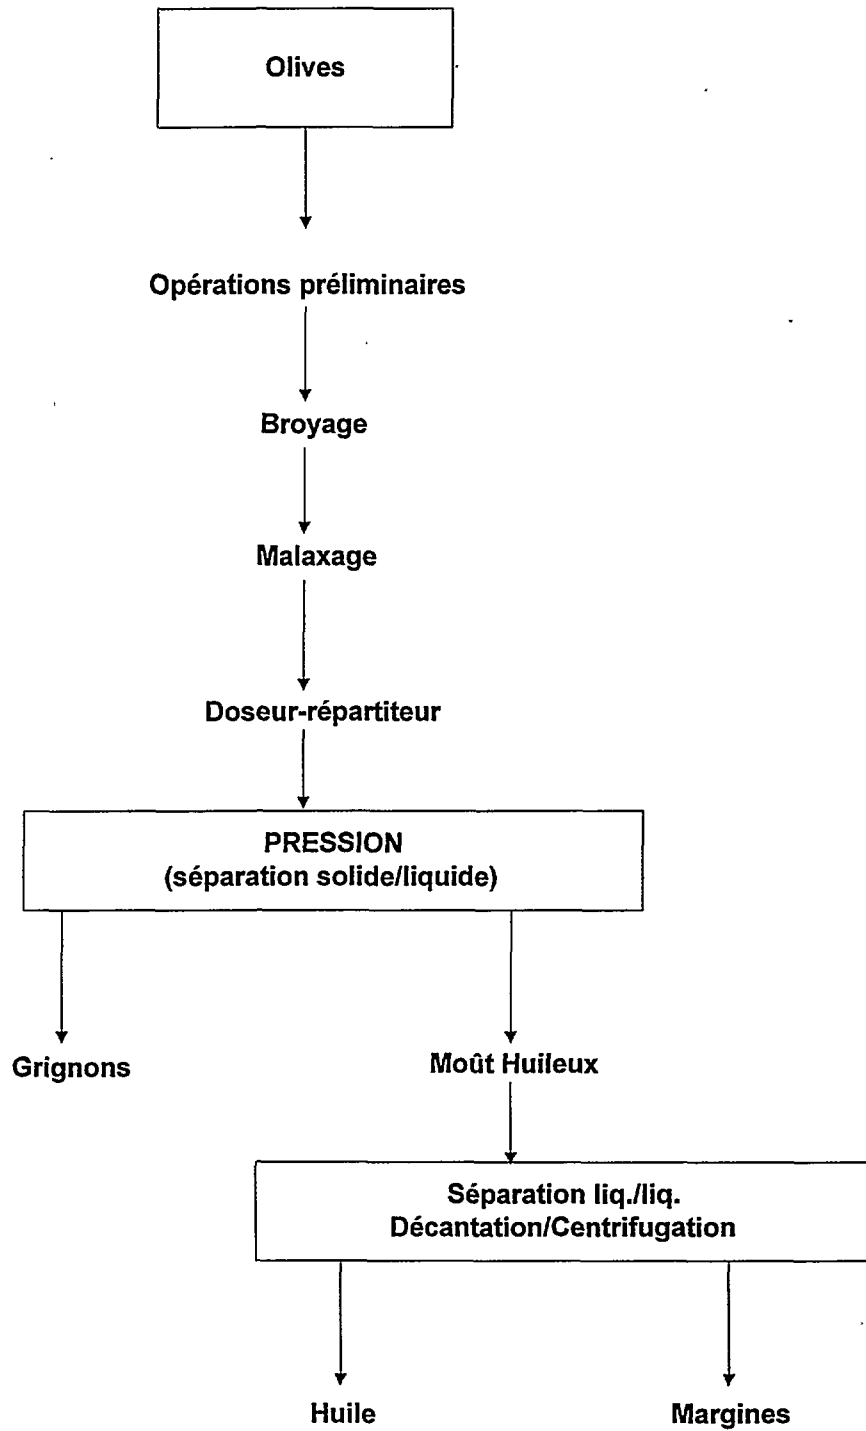 Olives
Opérations préliminaires
Broyage
Malaxage
Doseur-répartiteur
PRESSION
(séparation solide/liquide)
Grignons
Moût Huileux
Séparation liq./liq.
Décantation/Centrifugation
Huile
Margines